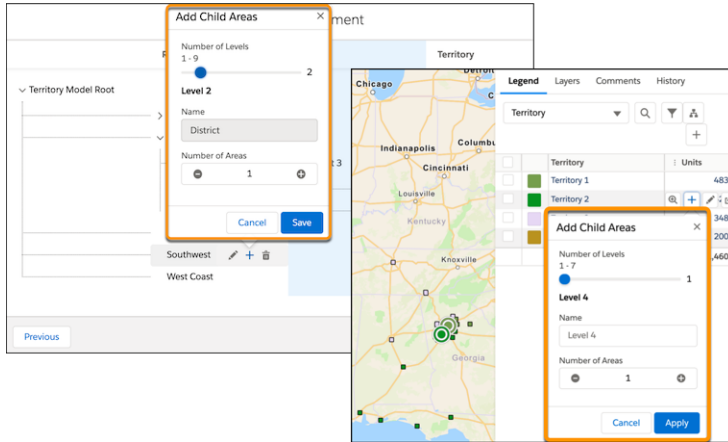 Add Child Areas
ment
Number of Levels
1 - 9
2
Territory
Territory Model Root
Level 2
Name
District
Number of Areas
1
t 3
Cancel
Save
Southwest
West Coast
Previous
Chicago
Detroit
Indianapolis
Columbu
Cincinnati
Louisville
Kentucky
Knoxville
Georgia
Legend
Layers
Comments
History
Territory
Territory
Units
Territory 1
483
Territory 2
348
200
,460
Add Child Areas
Number of Levels
1 - 7
1
Level 4
Name
Level 4
Number of Areas
1
Cancel
Apply